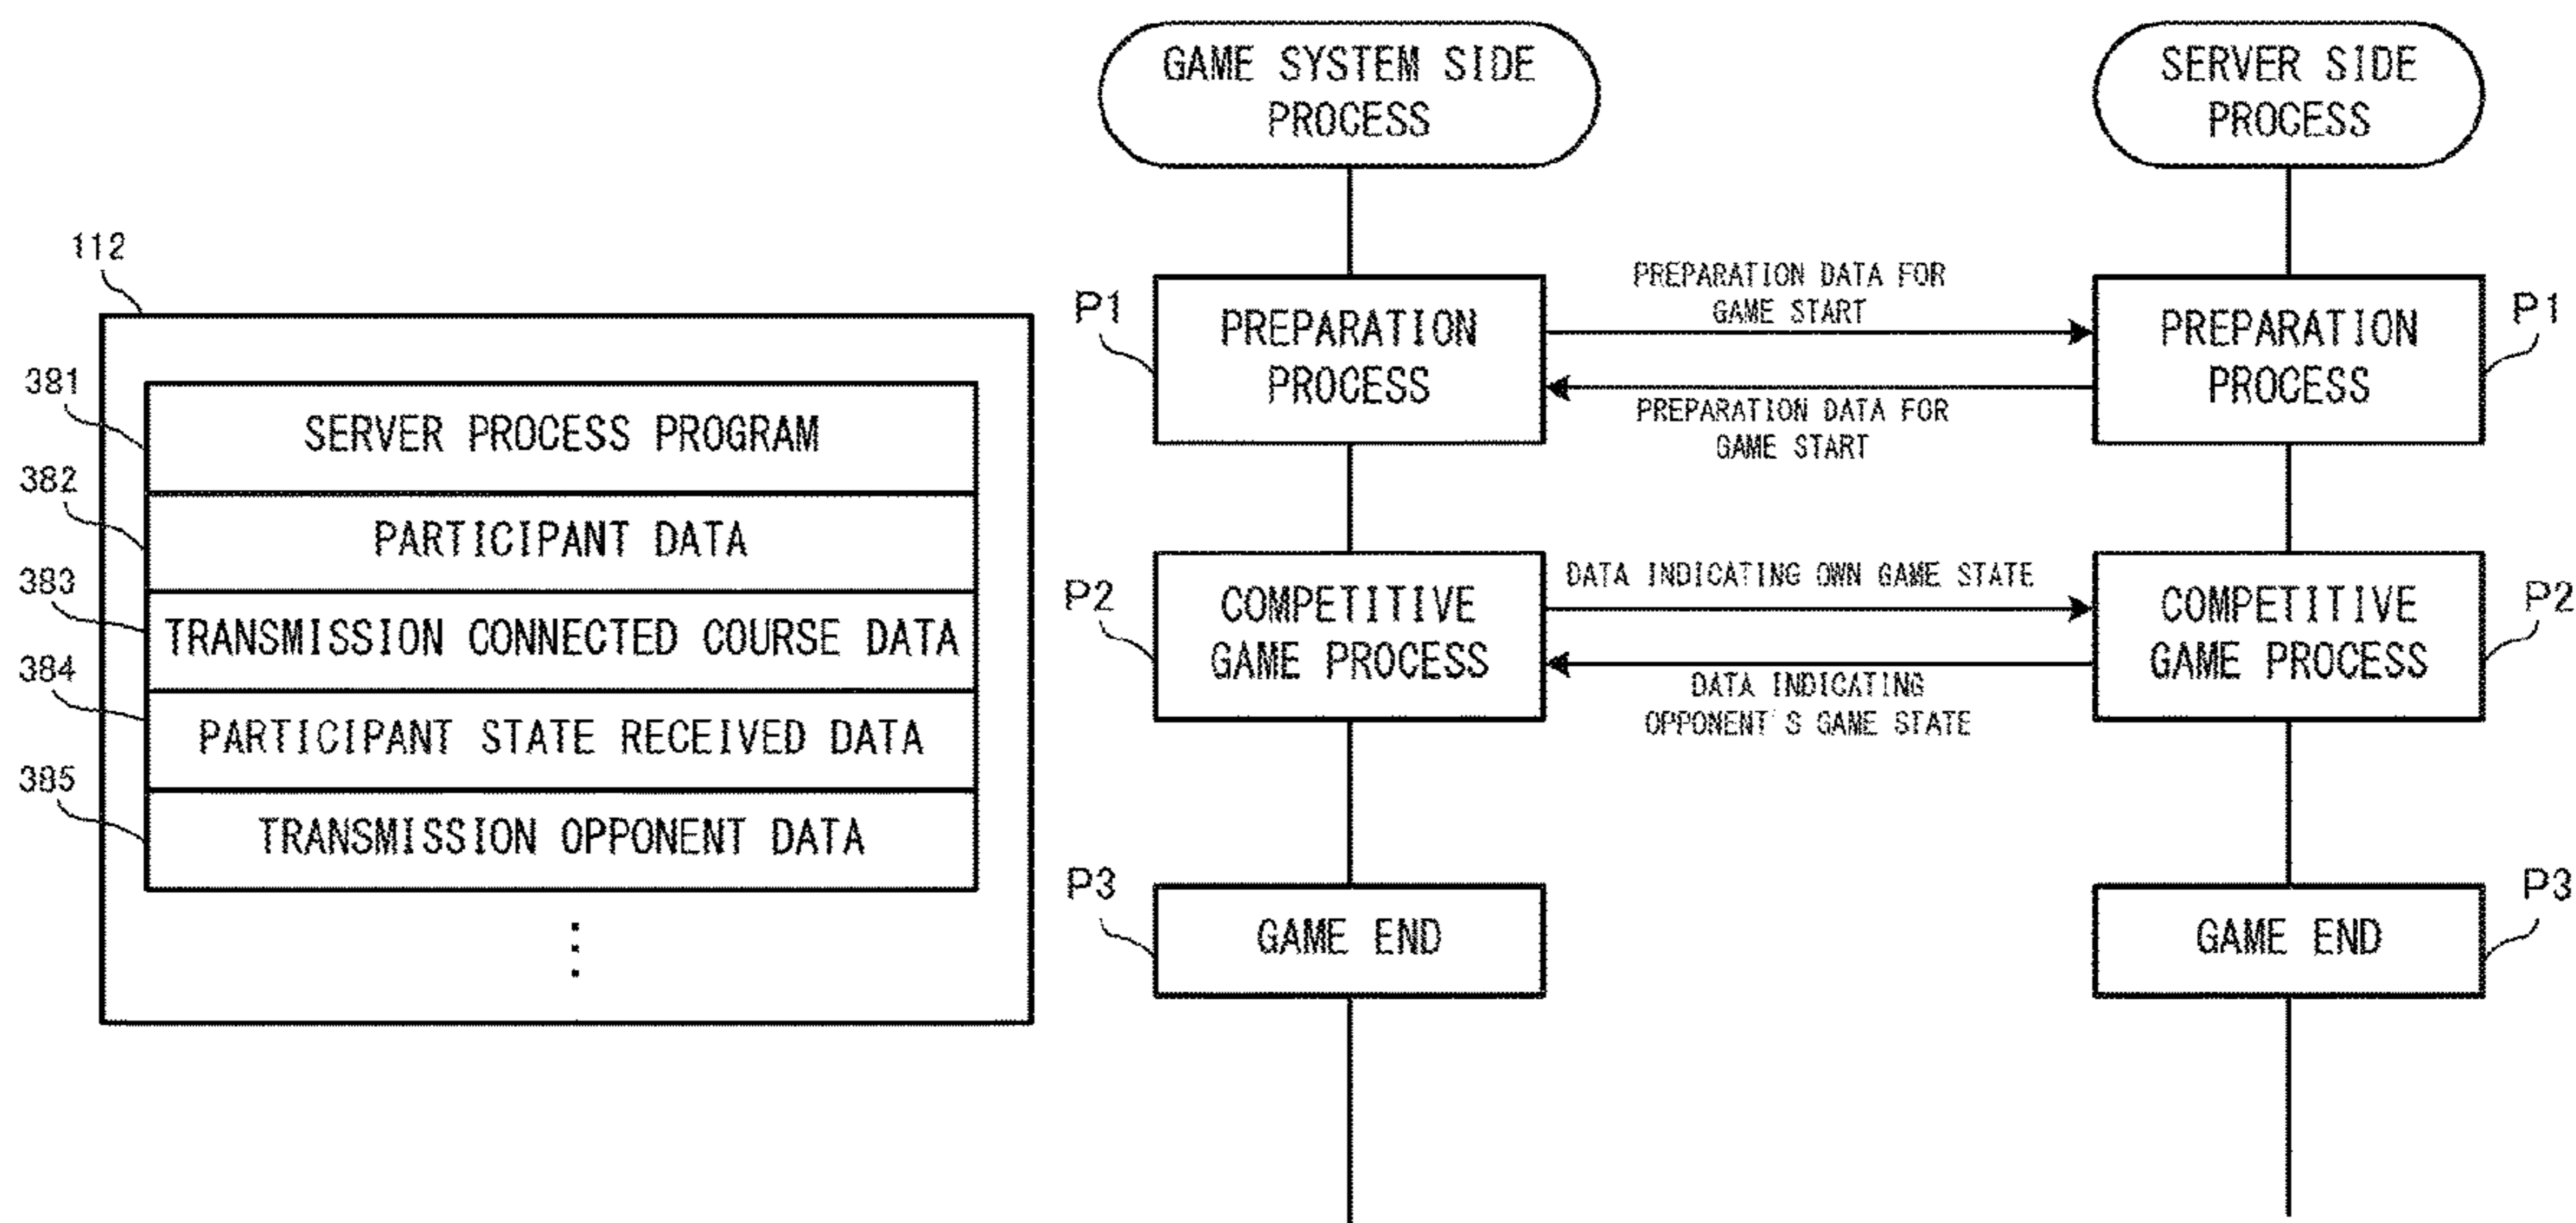 112
381
SERVER PROCESS PROGRAM
382
PARTICIPANT DATA
383
TRANSMISSION CONNECTED COURSE DATA
384
PARTICIPANT STATE RECEIVED DATA
385
TRANSMISSION OPPONENT DATA
GAME SYSTEM SIDE
PROCESS
SERVER SIDE
PROCESS
P1
PREPARATION
PROCESS
PREPARATION DATA FOR
GAME START
PREPARATION DATA FOR
GAME START
PREPARATION
PROCESS
P1
P2
COMPETITIVE
GAME PROCESS
DATA INDICATING OWN GAME STATE
DATA INDICATING
OPPONENT'S GAME STATE
COMPETITIVE
GAME PROCESS
P2
P3
GAME END
GAME END
P3